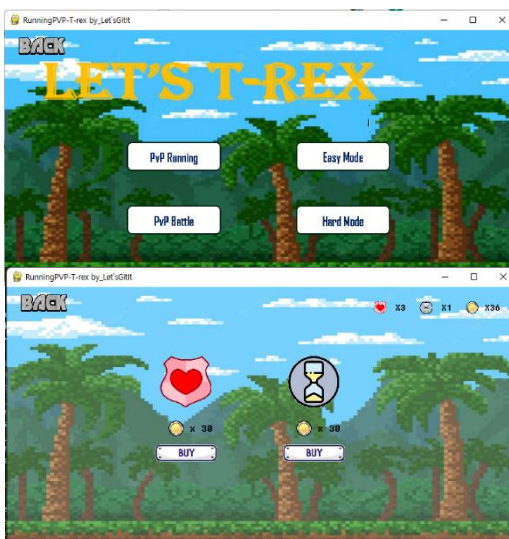 RunningPVP-T-rex by_Let'sGitIt
BACK
LET'S T-REX
PvP Running
Easy Mode
PvP Battle
Hard Mode
RunningPVP-T-rex by_Let'sGitIt
BACK
X3 X1 X36
x 30 x 30
BUY BUY